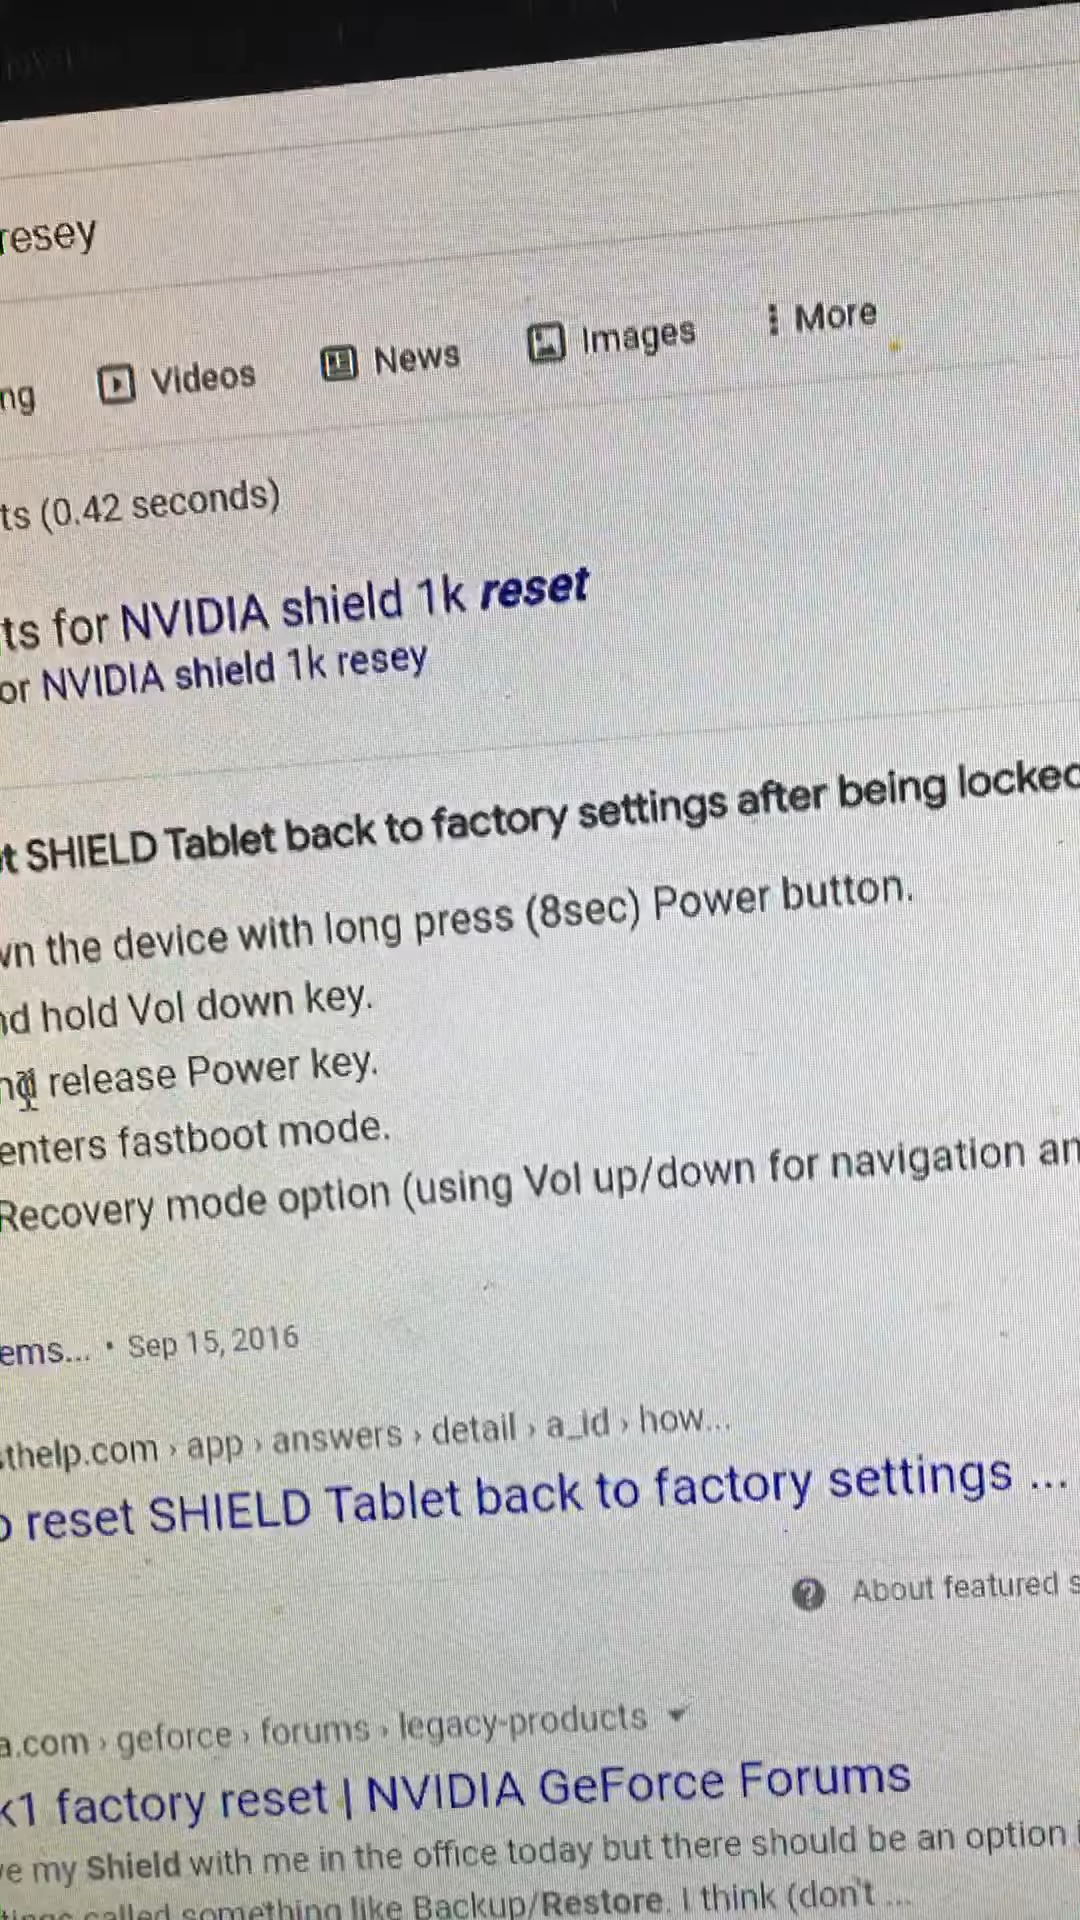 resey
ng Videos News Images More
ts (0.42 seconds)
ts for NVIDIA shield 1k reset
or NVIDIA shield 1k resey
t SHIELD Tablet back to factory settings after being locked
wn the device with long press (8sec) Power button.
nd hold Vol down key.
nd release Power key.
enters fastboot mode.
Recovery mode option (using Vol up/down for navigation an
ems... • Sep 15, 2016
sthelp.com › app › answers › detail › a_id › how...
o reset SHIELD Tablet back to factory settings ...
About featured s
a.com › geforce › forums › legacy-products
k1 factory reset | NVIDIA GeForce Forums
ve my Shield with me in the office today but there should be an option i
tings called something like Backup/Restore. I think (don't ...